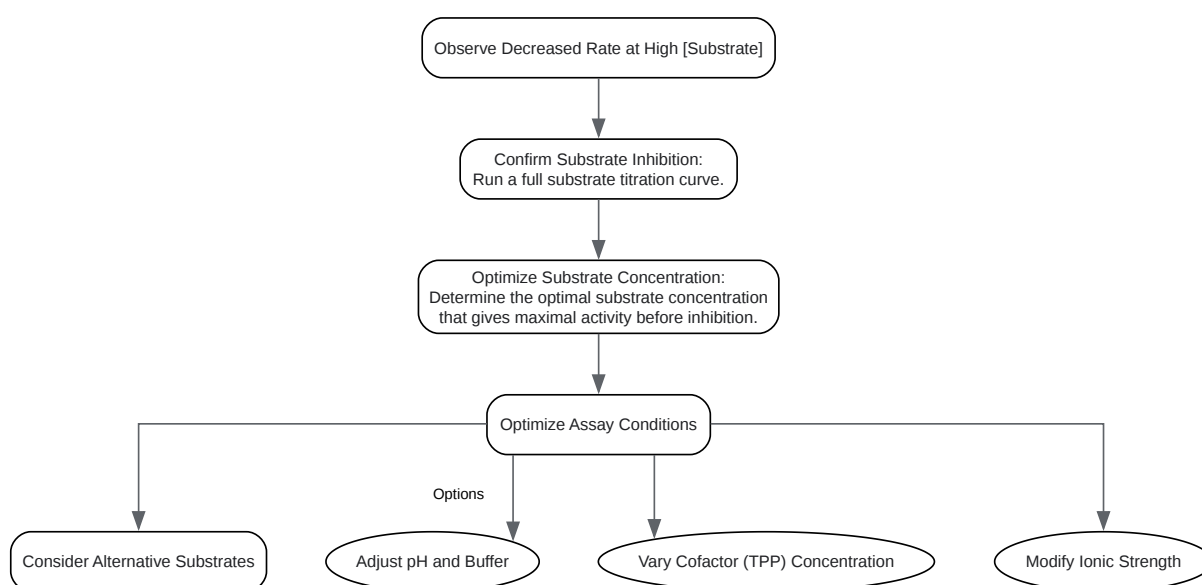 Observe Decreased Rate at High [Substrate]
Confirm Substrate Inhibition:
Run a full substrate titration curve.
Optimize Substrate Concentration:
Determine the optimal substrate concentration
that gives maximal activity before inhibition.
Optimize Assay Conditions
Options
Consider Alternative Substrates
Adjust pH and Buffer
Vary Cofactor (TPP) Concentration
Modify Ionic Strength